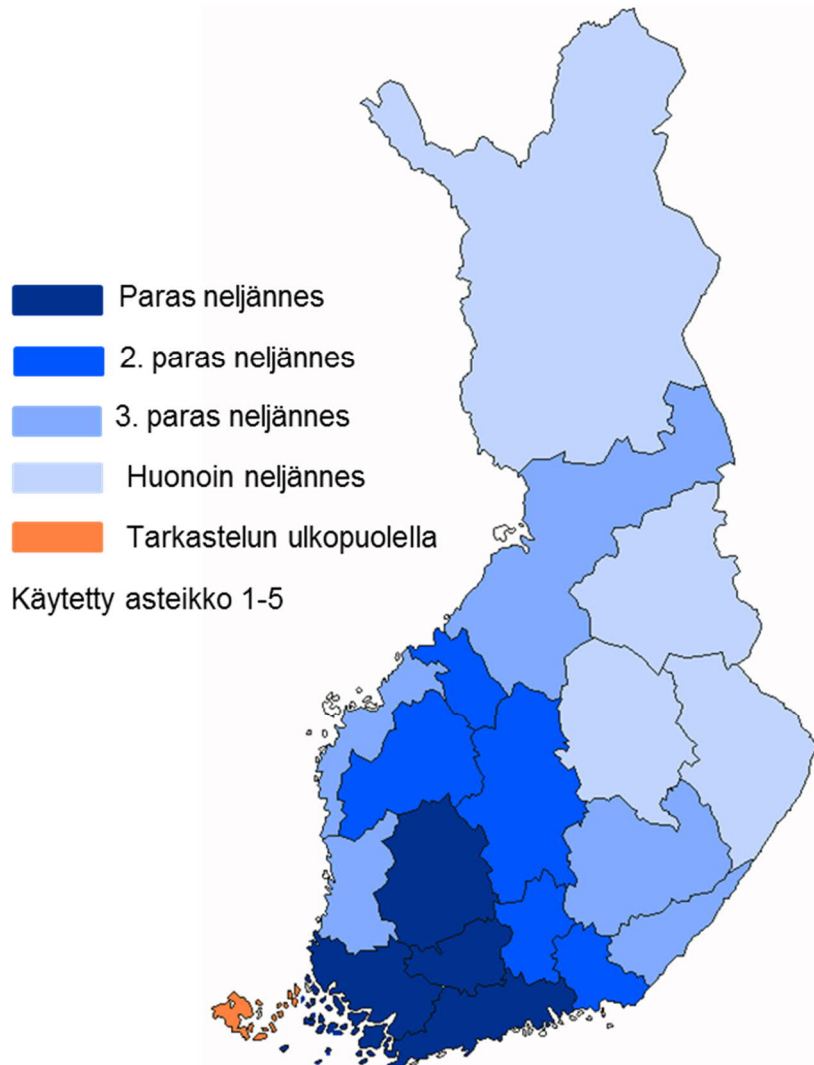 Paras neljännes
2. paras neljännes
3. paras neljännes
Huonoin neljännes
Tarkastelun ulkopuolella
Käytetty asteikko 1-5